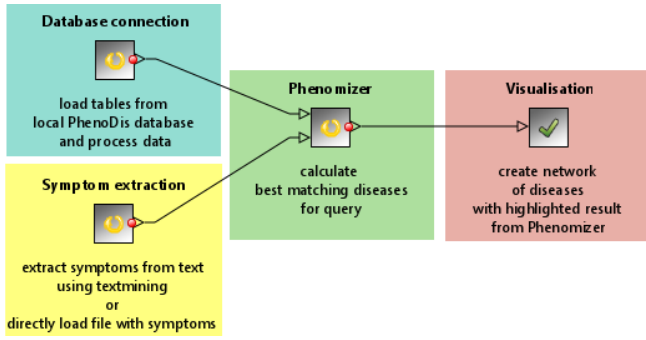 Database connection
load tables from
local PhenoDis database
and process data
Symptom extraction
extract symptoms from text
using textmining
or
directly load file with symptoms
Phenomizer
calculate
best matching diseases
for query
Visualisation
create network
of diseases
with highlighted result
from Phenomizer